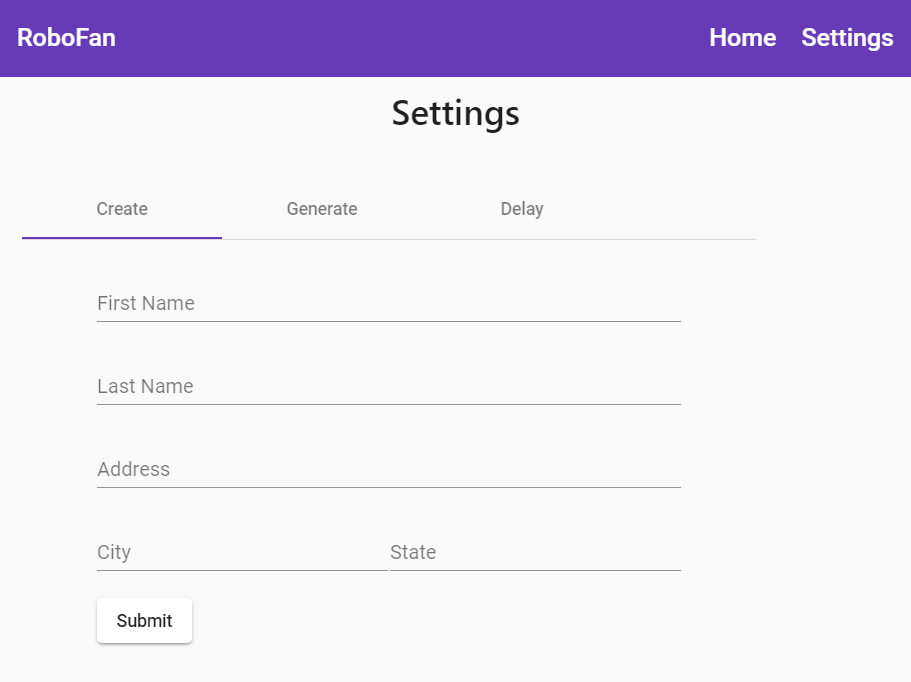 RoboFan Home Settings
Settings
Create Generate Delay
First Name
Last Name
Address
City State
Submit